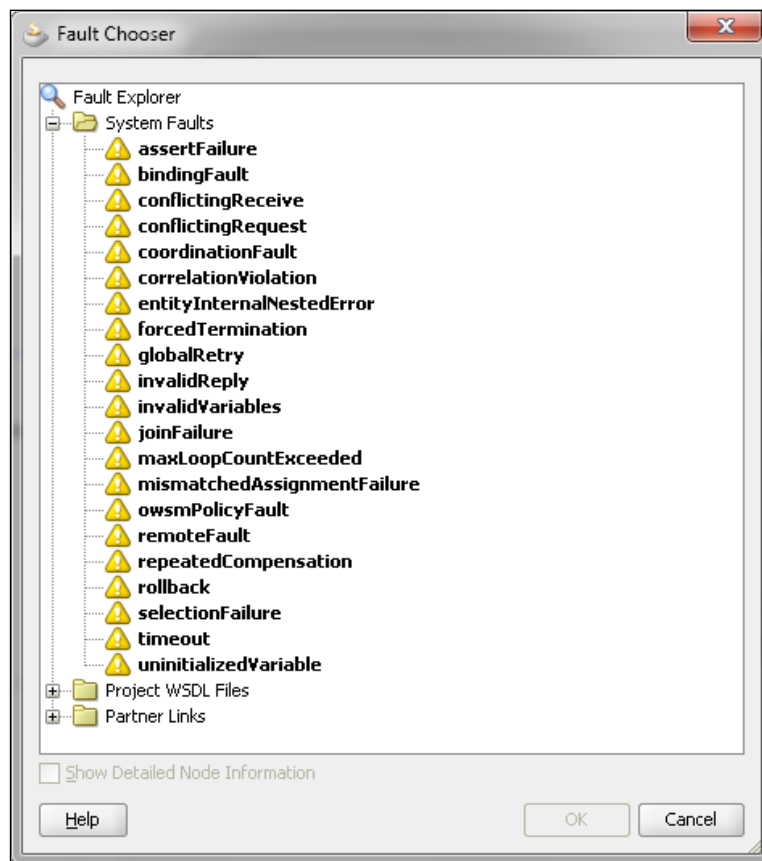 Fault Chooser
Fault Explorer
System Faults
assertFailure
bindingFault
conflictingReceive
conflictingRequest
coordinationFault
correlationViolation
entityInternalNestedError
forcedTermination
globalRetry
invalidReply
invalidVariables
joinFailure
maxLoopCountExceeded
mismatchedAssignmentFailure
owsmPolicyFault
remoteFault
repeatedCompensation
rollback
selectionFailure
timeout
uninitializedVariable
Project WSDL Files
Partner Links
Show Detailed Node Information
Help OK Cancel